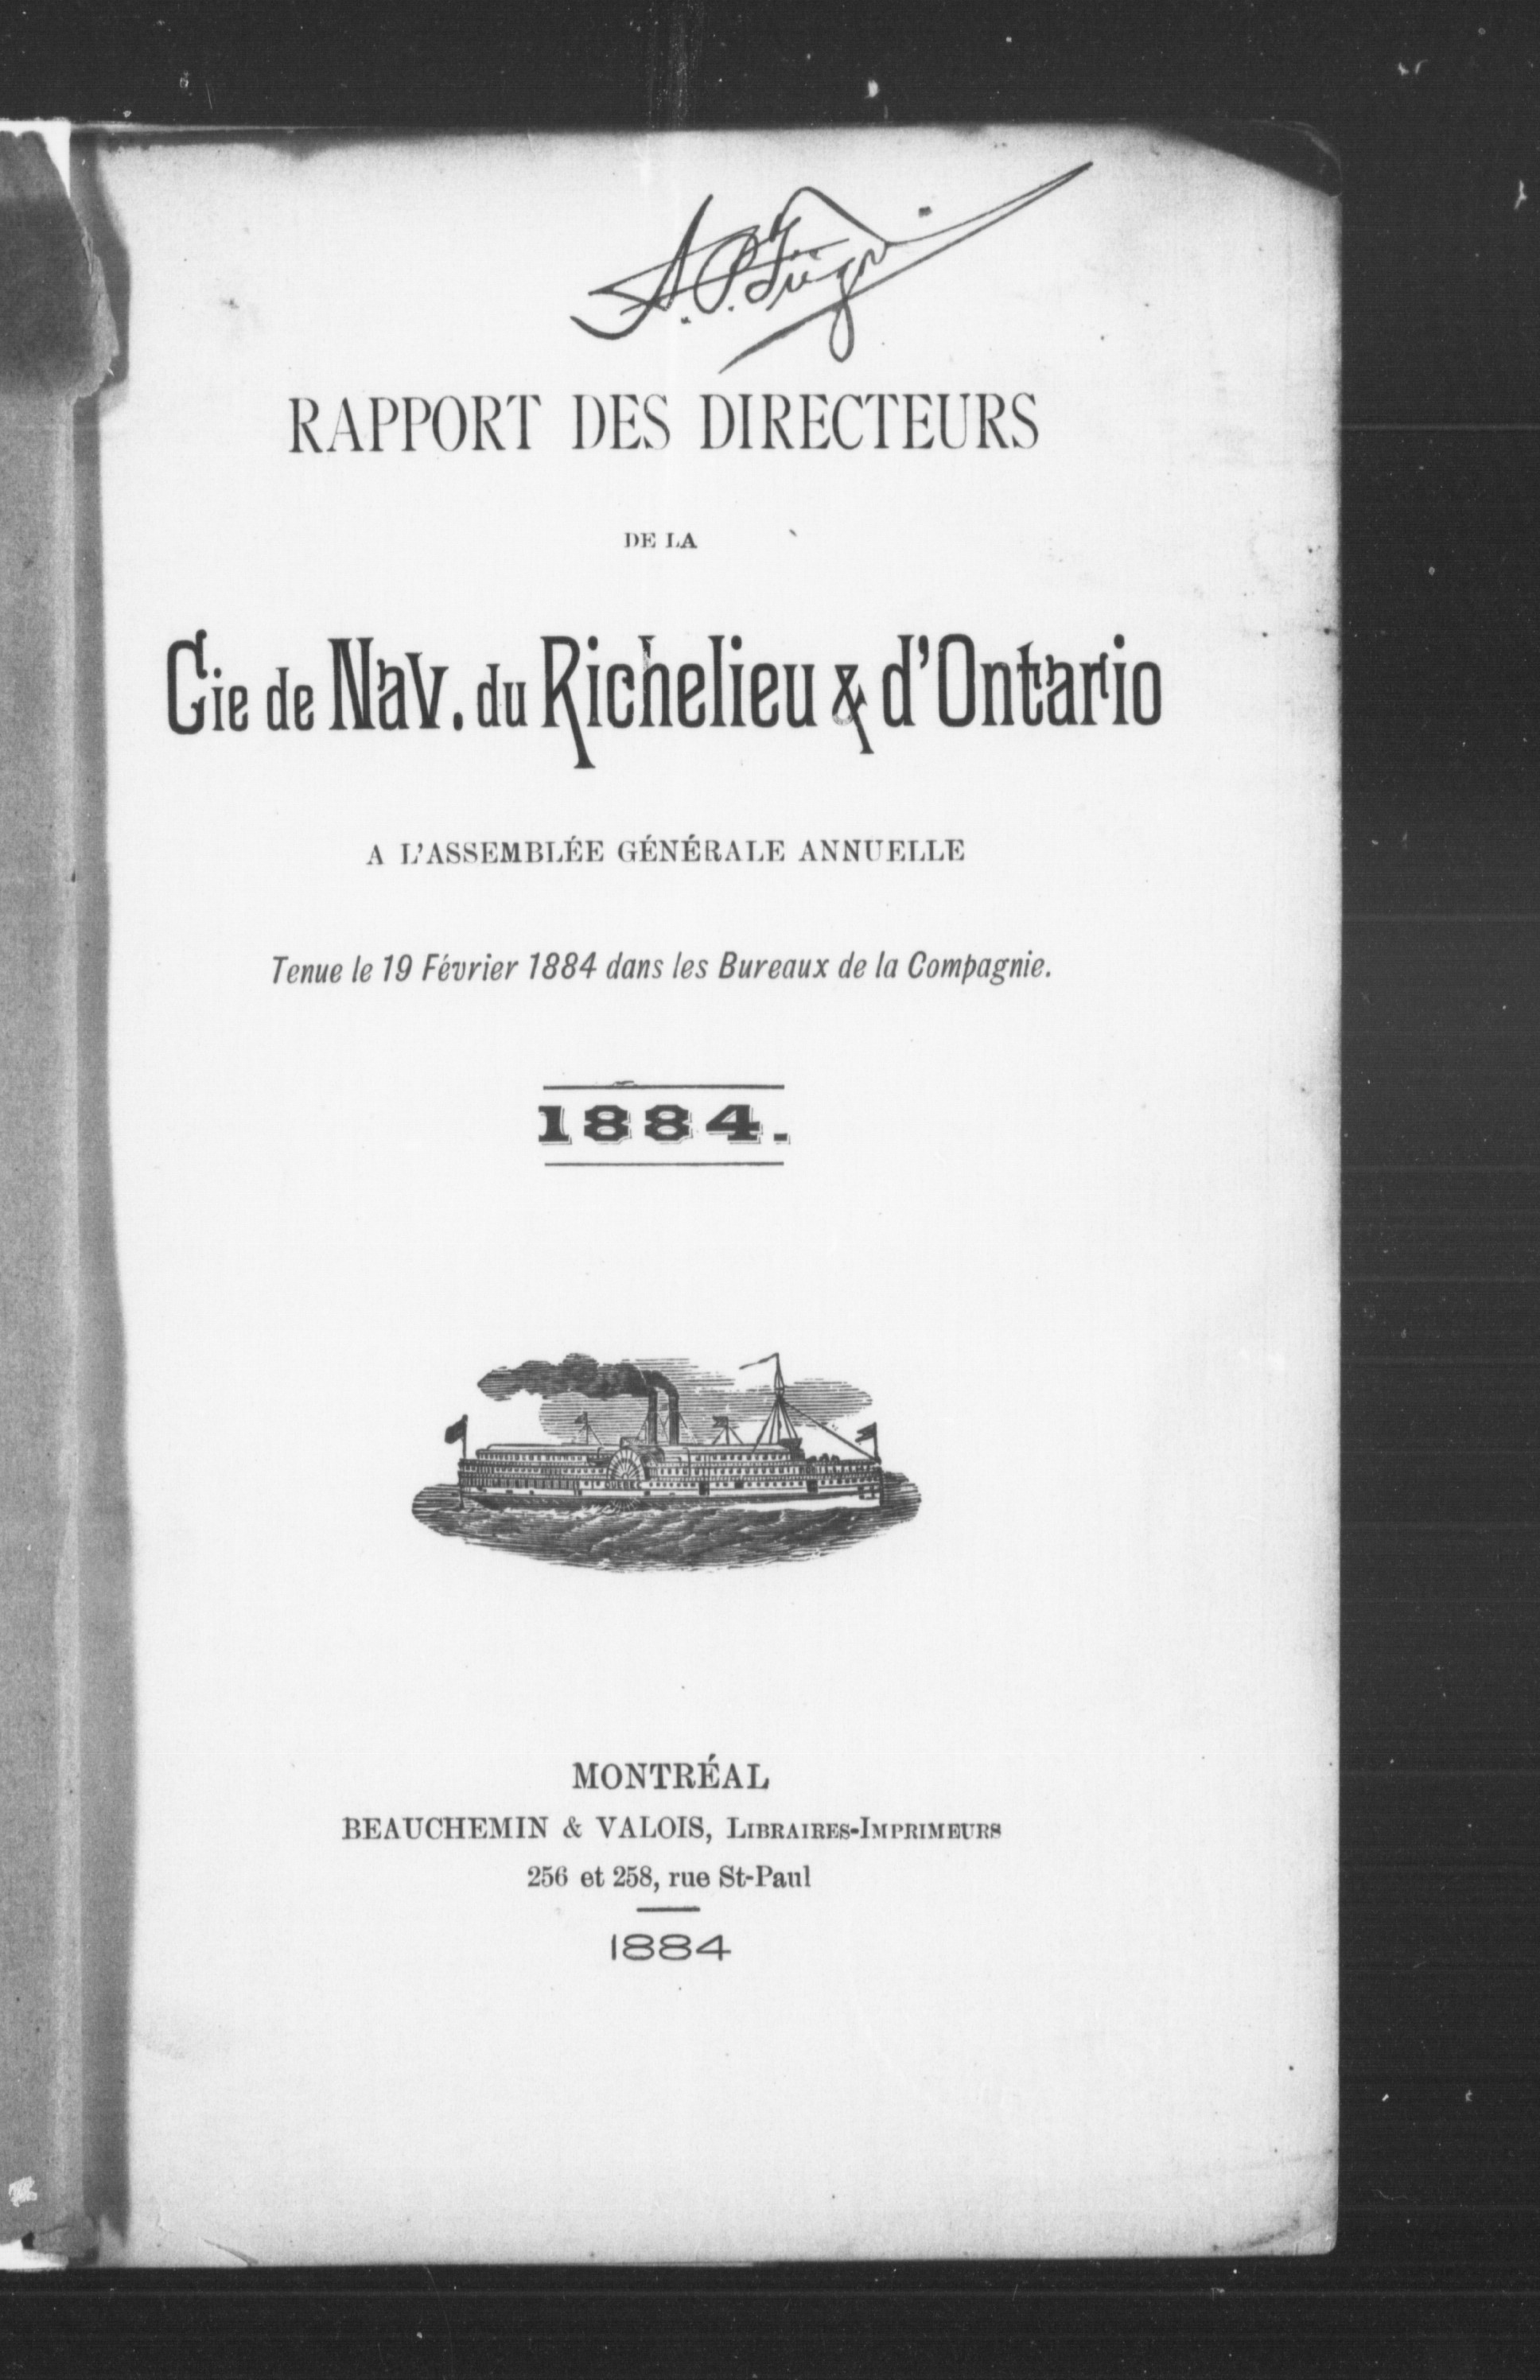 RAPPORT DES DIRECTEURS
DE LA
Cie de Nav. du Richelieu & d'Ontario
A L'ASSEMBLÉE GÉNÉRALE ANNUELLE
Tenue le 19 Février 1884 dans les Bureaux de la Compagnie.
1884.
QUEBEC
MONTRÉAL
BEAUCHEMIN & VALOIS, LIBRAIRES-IMPRIMEURS
256 et 258, rue St-Paul
1884